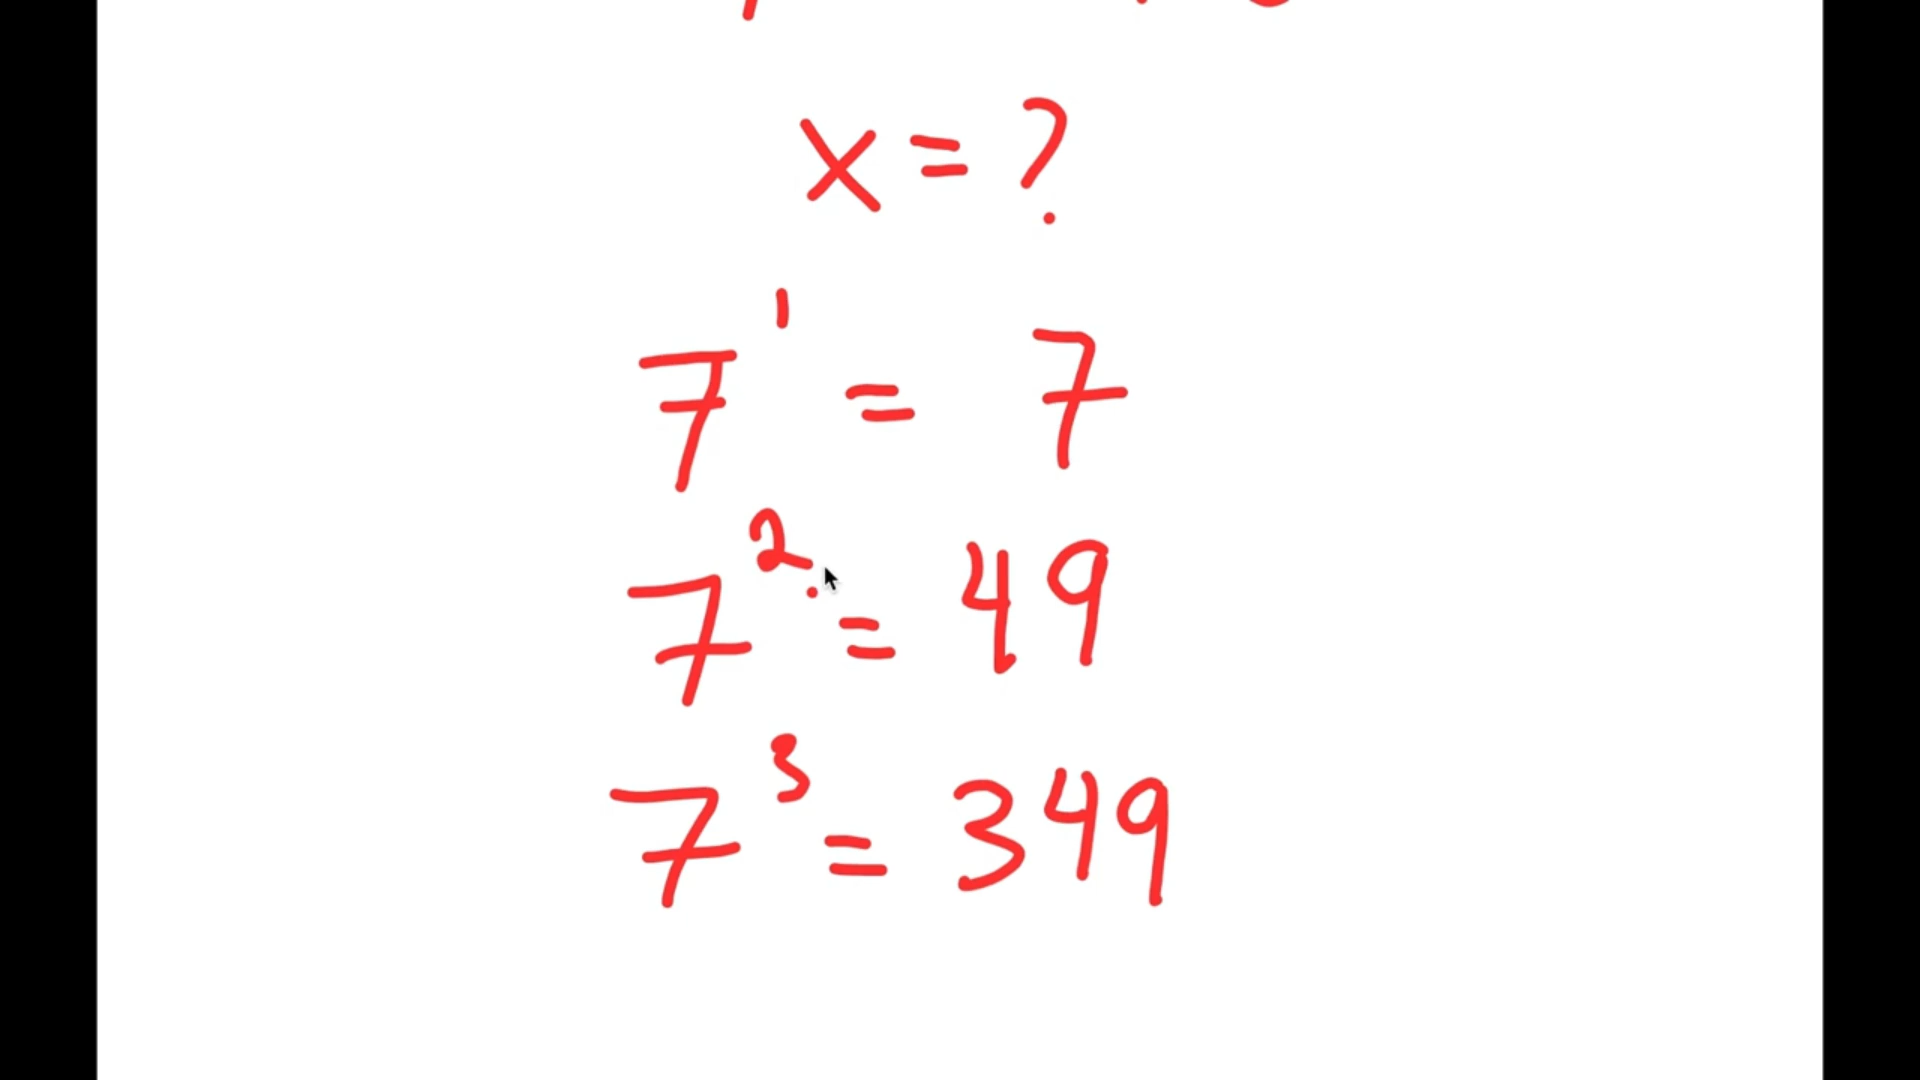 x = ?
7¹ = 7
7² = 49
7³ = 349